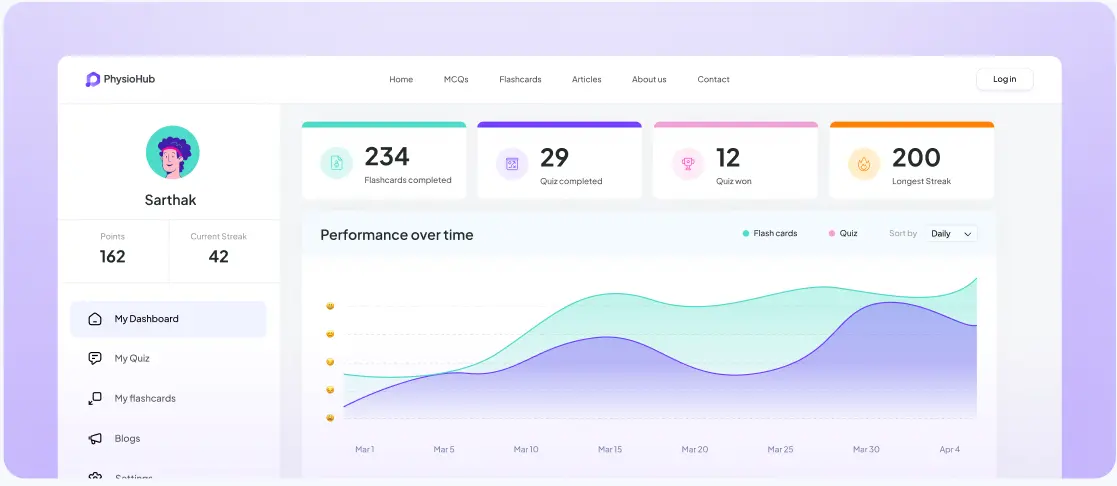 PhysioHub
Home MCQs Flashcards Articles About us Contact
Log in
Sarthak
Points
162
Current Streak
42
My Dashboard
My Quiz
My flashcards
Blogs
Settings
234
Flashcards completed
29
Quiz completed
12
Quiz won
200
Longest Streak
Performance over time
Flash cards Quiz Sort by Daily
Mar 1 Mar 5 Mar 10 Mar 15 Mar 20 Mar 25 Mar 30 Apr 4